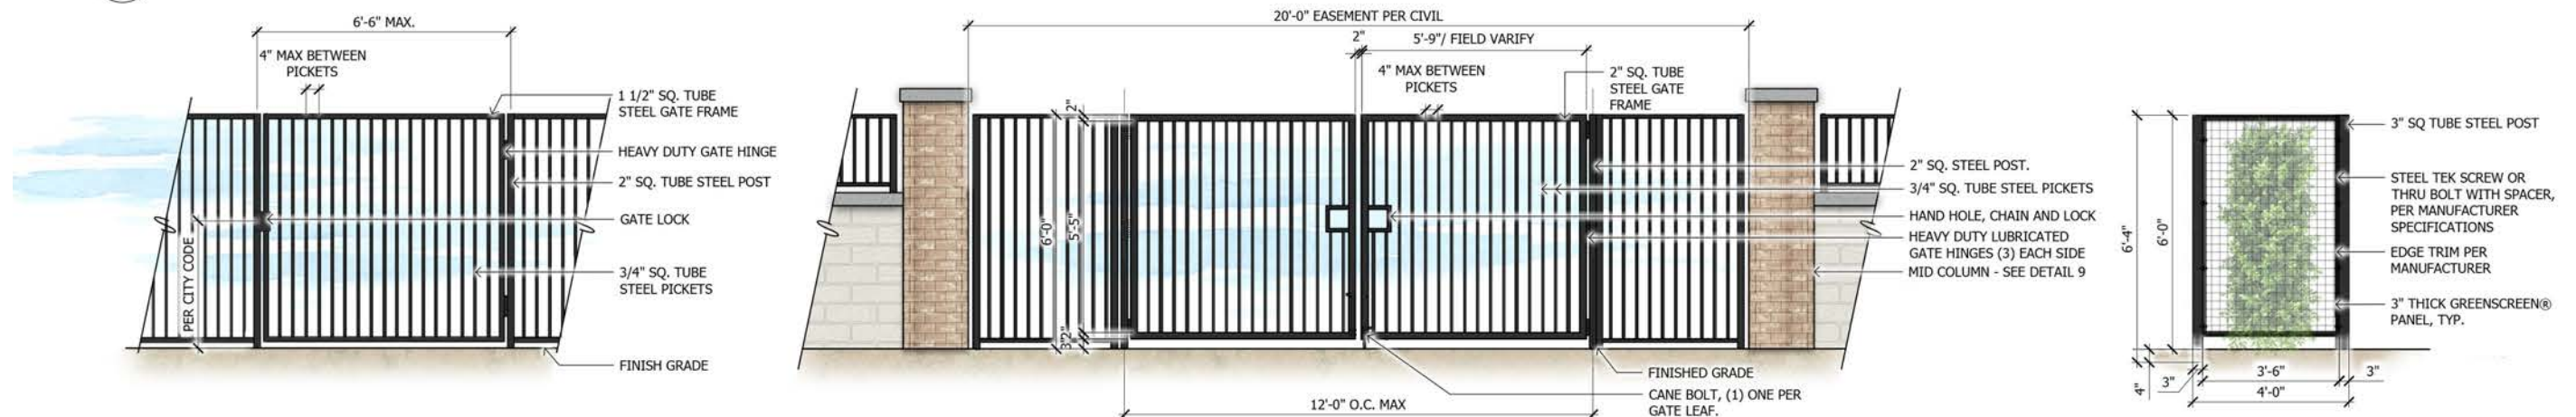 6'-6" MAX.
4" MAX BETWEEN
PICKETS
1 1/2" SQ. TUBE
STEEL GATE FRAME
HEAVY DUTY GATE HINGE
2" SQ. TUBE STEEL POST
GATE LOCK
PER CITY CODE
3/4" SQ. TUBE
STEEL PICKETS
FINISH GRADE
20'-0" EASEMENT PER CIVIL
2"
5'-9"/ FIELD VARIFY
4" MAX BETWEEN
PICKETS
2" SQ. TUBE
STEEL GATE
FRAME
2"
6'-0"
5'-5"
2"
3"
2" SQ. STEEL POST.
3/4" SQ. TUBE STEEL PICKETS
HAND HOLE, CHAIN AND LOCK
HEAVY DUTY LUBRICATED
GATE HINGES (3) EACH SIDE
MID COLUMN - SEE DETAIL 9
FINISHED GRADE
CANE BOLT, (1) ONE PER
GATE LEAF.
12'-0" O.C. MAX
3" SQ TUBE STEEL POST
STEEL TEK SCREW OR
THRU BOLT WITH SPACER,
PER MANUFACTURER
SPECIFICATIONS
EDGE TRIM PER
MANUFACTURER
3" THICK GREENSCREEN®
PANEL, TYP.
6'-4"
6'-0"
4"
3"
3'-6"
3"
4'-0"